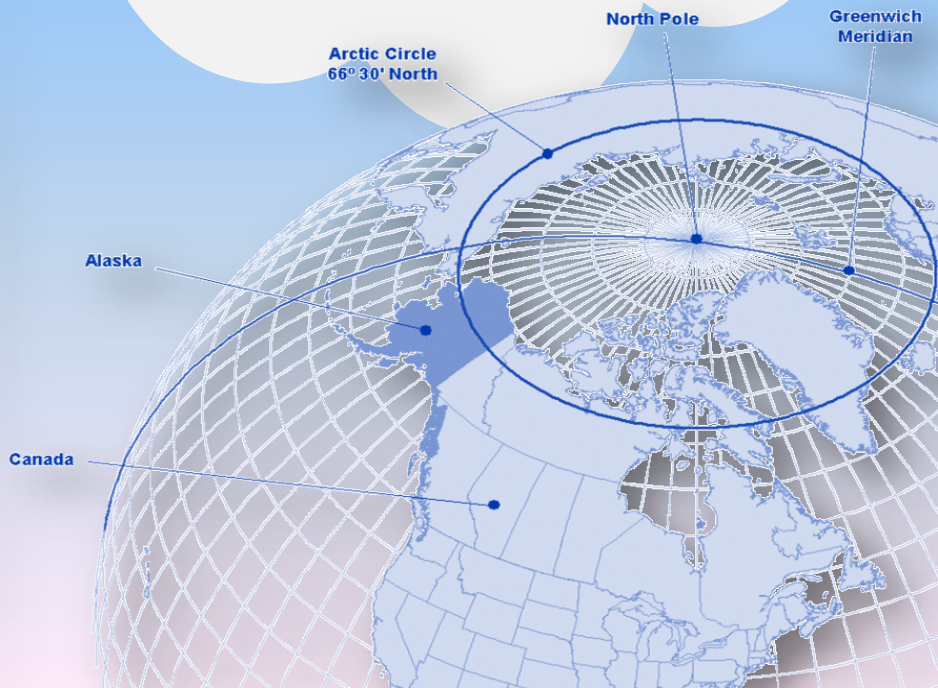 North Pole
Greenwich
Meridian
Arctic Circle
66º 30' North
Alaska
Canada